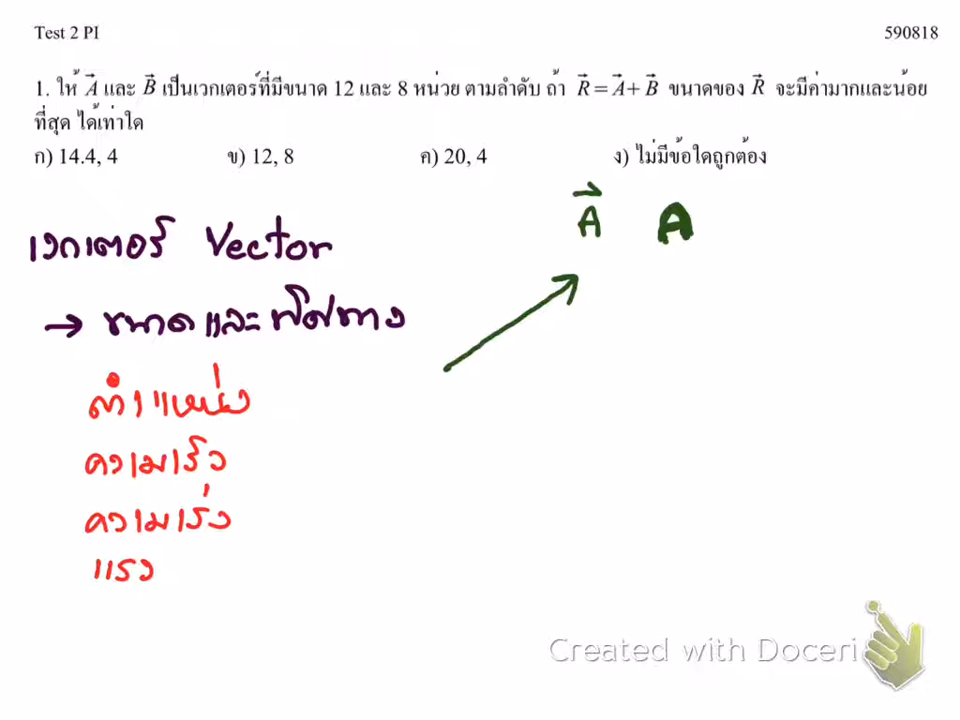 Test 2 PI 590818
1. ให้ A⃗ และ B⃗ เป็นเวกเตอร์ที่มีขนาด 12 และ 8 หน่วย ตามลำดับ ถ้า R⃗ = A⃗ + B⃗ ขนาดของ R⃗ จะมีค่ามากและน้อย
ที่สุด ได้เท่าใด
ก) 14.4, 4 ข) 12, 8 ค) 20, 4 ง) ไม่มีข้อใดถูกต้อง
A⃗ A
เวกเตอร์ Vector
→ ขนาดและทิศทาง
ตำแหน่ง
ความเร็ว
ความเร่ง
แรง
Created with Doceri